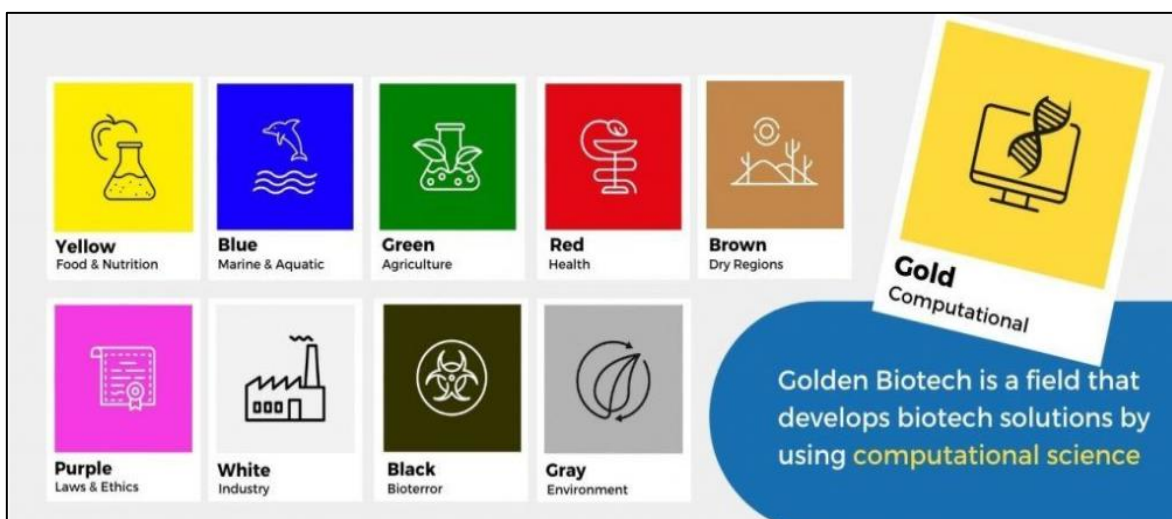 Yellow
Food & Nutrition
Blue
Marine & Aquatic
Green
Agriculture
Red
Health
Brown
Dry Regions
Gold
Computational
Purple
Laws & Ethics
White
Industry
Black
Bioterror
Gray
Environment
Golden Biotech is a field that
develops biotech solutions by
using computational science